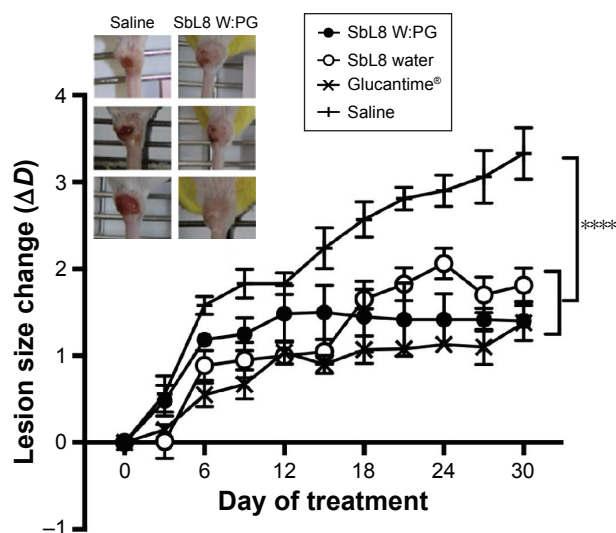 Saline SbL8 W:PG
SbL8 W:PG
SbL8 water
Glucantime®
Saline
4
3
2
1
0
–1
Lesion size change (ΔD)
****
0 6 12 18 24 30
Day of treatment